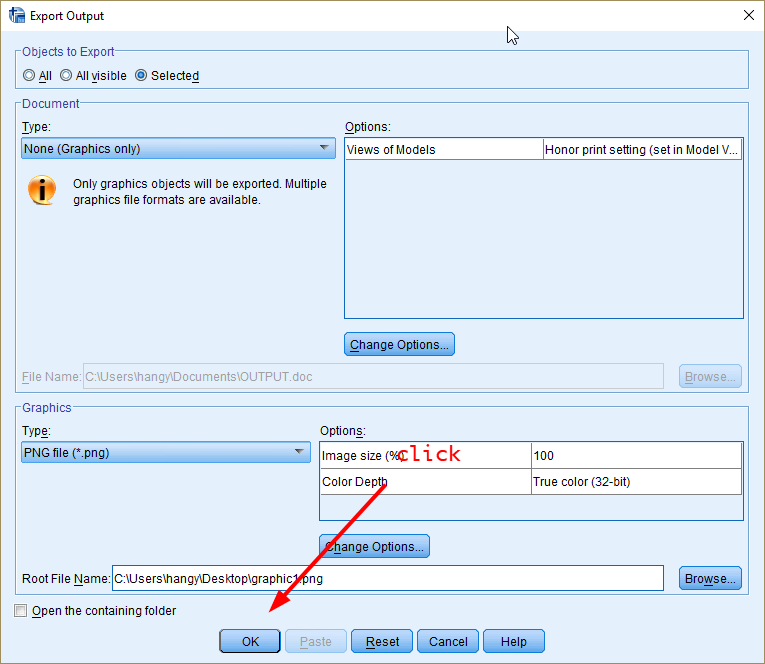 Export Output
Objects to Export
All All visible Selected
Document
Type:
None (Graphics only)
Only graphics objects will be exported. Multiple
graphics file formats are available.
Options:
Views of Models Honor print setting (set in Model V...
Change Options...
File Name: C:\Users\hangy\Documents\OUTPUT.doc Browse...
Graphics
Type:
PNG file (*.png)
Options:
Image size (%) 100
click
Color Depth True color (32-bit)
Change Options...
Root File Name: C:\Users\hangy\Desktop\graphic1.png Browse...
Open the containing folder
OK Paste Reset Cancel Help